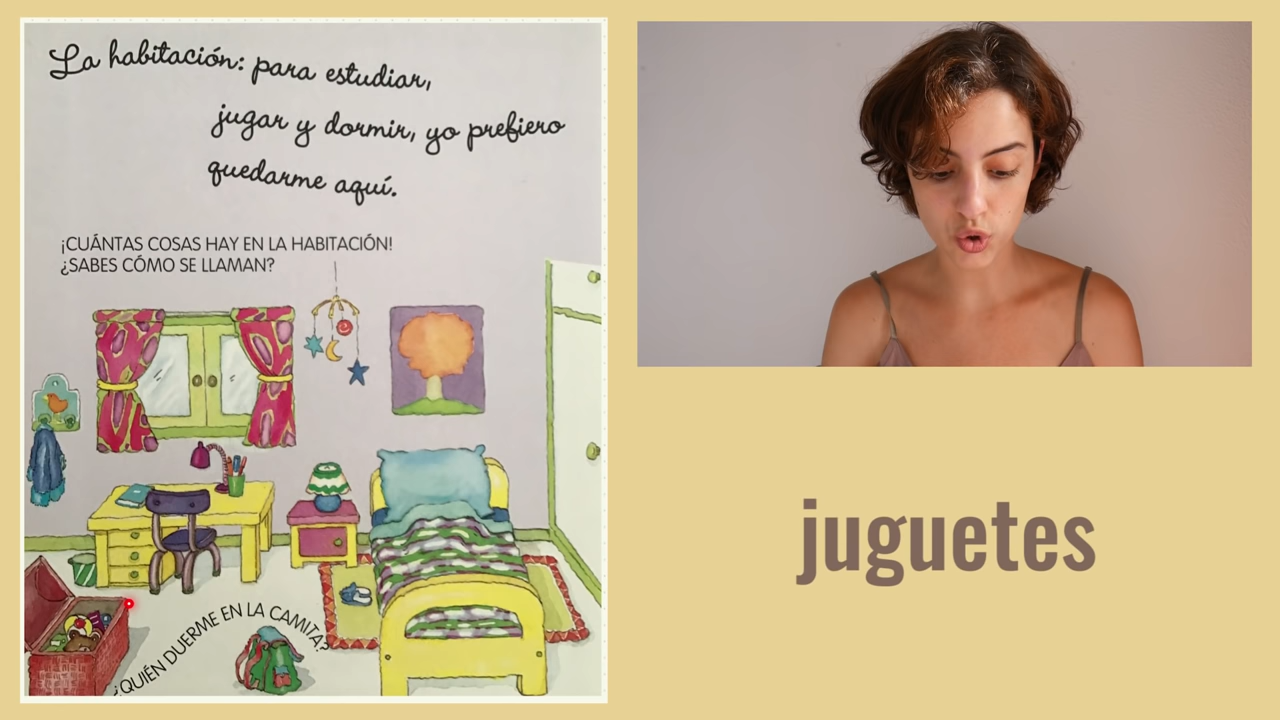 La habitación: para estudiar,
jugar y dormir, yo prefiero
quedarme aquí.
¡CUÁNTAS COSAS HAY EN LA HABITACIÓN!
¿SABES CÓMO SE LLAMAN?
¿QUIÉN DUERME EN LA CAMITA?
juguetes